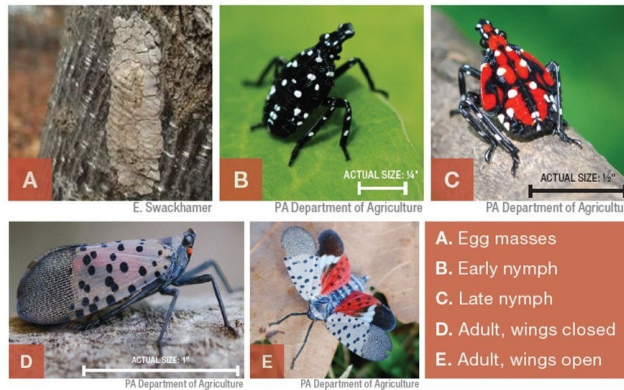 A
E. Swackhamer
B
ACTUAL SIZE: ¼"
PA Department of Agriculture
C
ACTUAL SIZE: ½"
PA Department of Agricultu
D
ACTUAL SIZE: 1"
PA Department of Agriculture
E
PA Department of Agriculture
A. Egg masses
B. Early nymph
C. Late nymph
D. Adult, wings closed
E. Adult, wings open